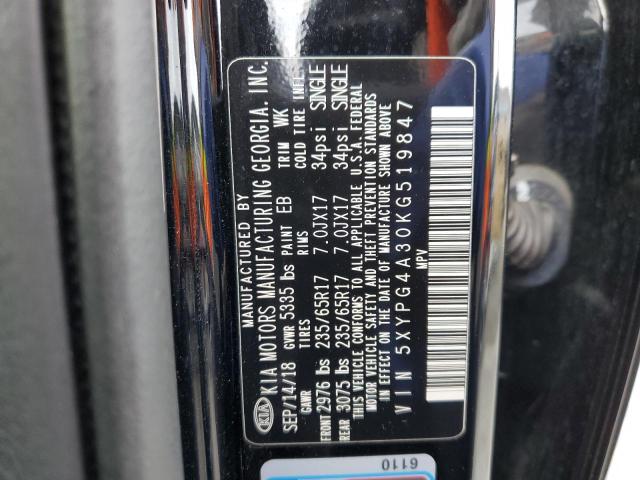 MANUFACTURED BY
KIA KIA MOTORS MANUFACTURING GEORGIA, INC.
SEP/14/18 GVWR 5335 lbs PAINT EB TRIM WK
GAWR TIRES RIMS COLD TIRE INFL.
FRONT 2976 lbs 235/65R17 7.0JX17 34psi SINGLE
REAR 3075 lbs 235/65R17 7.0JX17 34psi SINGLE
THIS VEHICLE CONFORMS TO ALL APPLICABLE U.S.A. FEDERAL
MOTOR VEHICLE SAFETY AND THEFT PREVENTION STANDARDS
IN EFFECT ON THE DATE OF MANUFACTURE SHOWN ABOVE
VIN 5XYPG4A30KG519847
MPV
6110